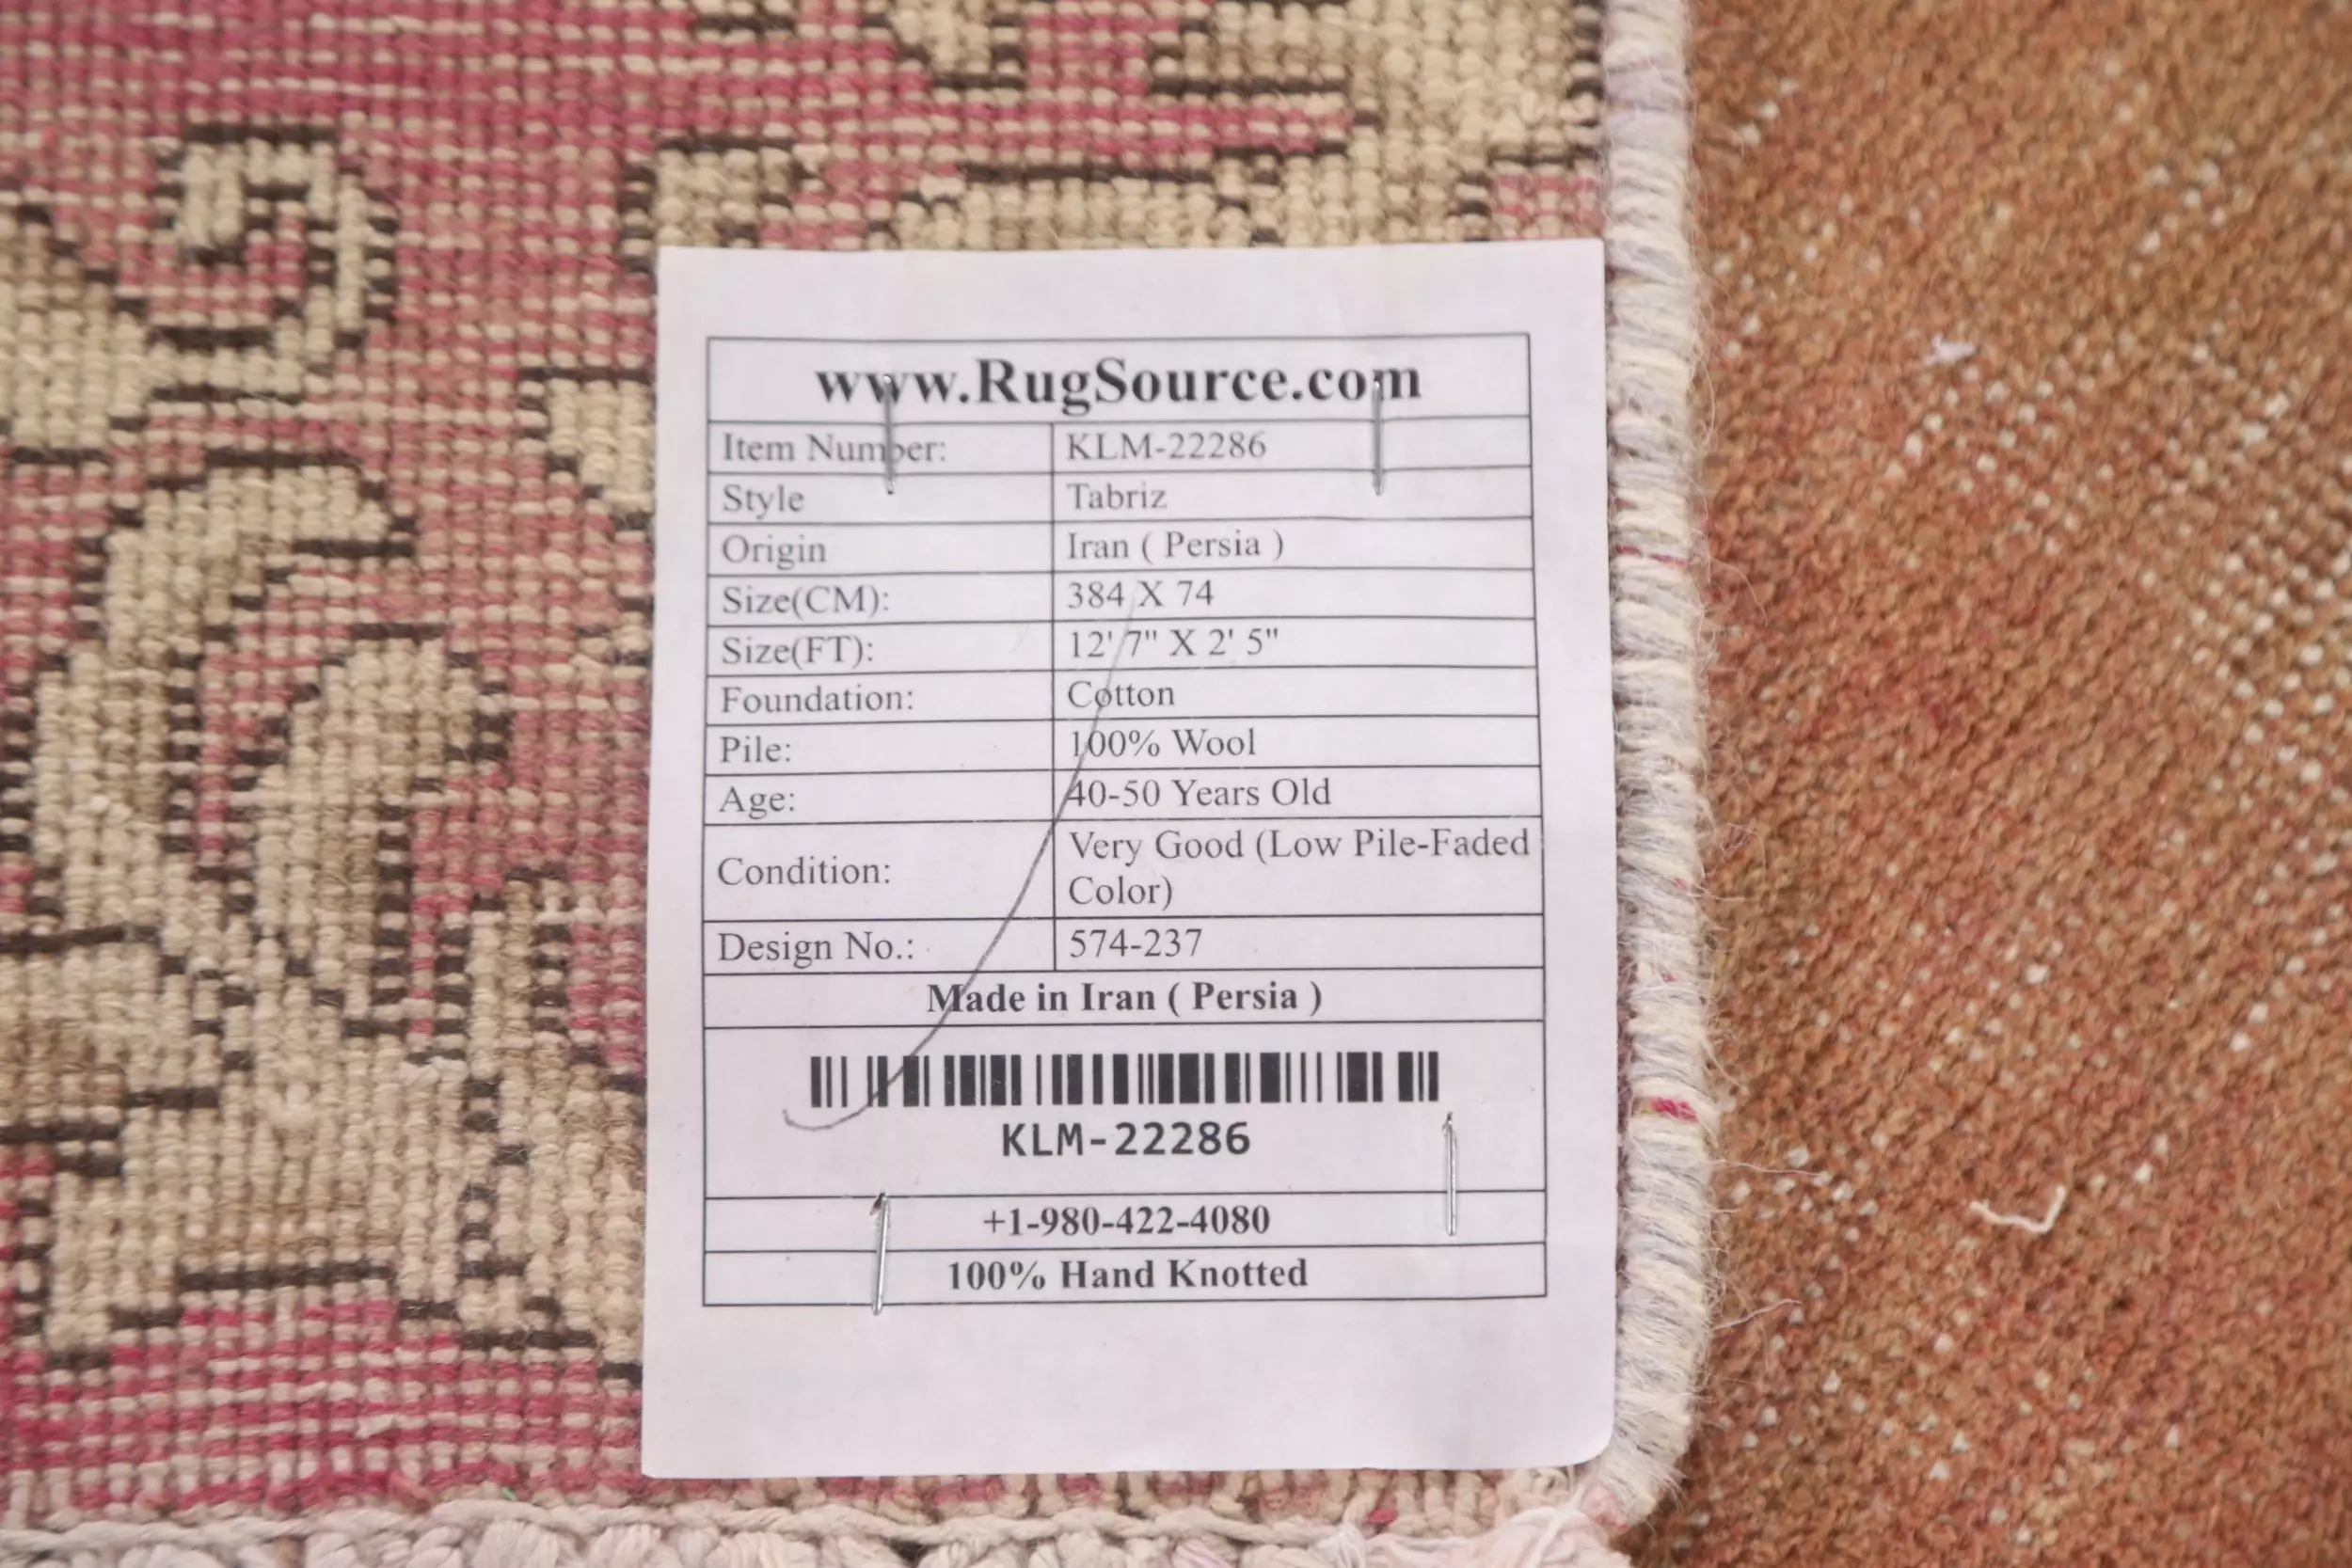 www.RugSource.com
Item Number: KLM-22286
Style Tabriz
Origin Iran ( Persia )
Size(CM): 384 X 74
Size(FT): 12' 7" X 2' 5"
Foundation: Cotton
Pile: 100% Wool
Age: 40-50 Years Old
Condition: Very Good (Low Pile-Faded
Color)
Design No.: 574-237
Made in Iran ( Persia )
KLM-22286
+1-980-422-4080
100% Hand Knotted